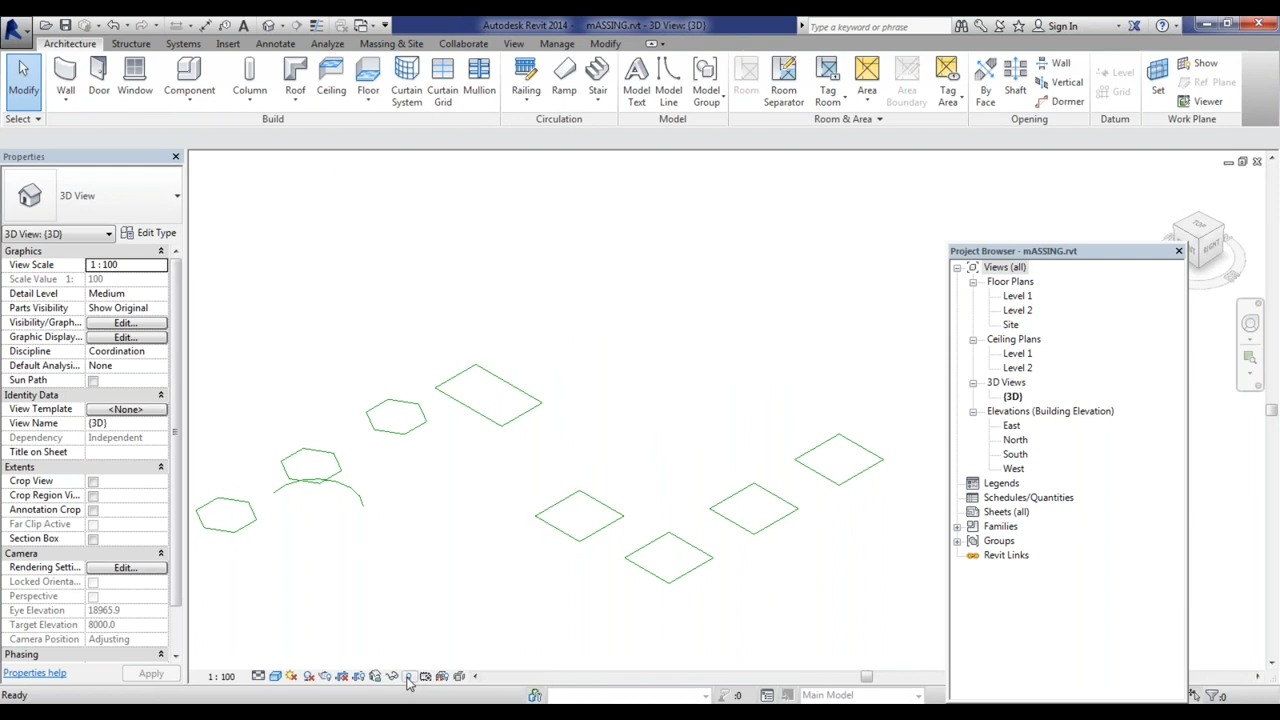 Autodesk Revit 2014 - mASSING.rvt - 3D View: {3D}
Type a keyword or phrase
Sign In
Architecture Structure Systems Insert Annotate Analyze Massing & Site Collaborate View Manage Modify
Modify Wall Door Window Component Column Roof Ceiling Floor Curtain System Curtain Grid Mullion Railing Ramp Stair Model Text Model Line Model Group Room Room Separator Tag Room Area Area Boundary Tag Area By Face Shaft Wall Vertical Dormer Level Grid Set Show Ref Plane Viewer
Select Build Circulation Model Room & Area Opening Datum Work Plane
Properties
3D View
3D View: {3D} Edit Type
Graphics
View Scale 1 : 100
Scale Value 1: 100
Detail Level Medium
Parts Visibility Show Original
Visibility/Graph... Edit...
Graphic Display... Edit...
Discipline Coordination
Default Analysi... None
Sun Path
Identity Data
View Template <None>
View Name {3D}
Dependency Independent
Title on Sheet
Extents
Crop View
Crop Region Vi...
Annotation Crop
Far Clip Active
Section Box
Camera
Rendering Setti... Edit...
Locked Orienta...
Perspective
Eye Elevation 18965.9
Target Elevation 8000.0
Camera Position Adjusting
Phasing
Properties help Apply
TOP
RIGHT
Project Browser - mASSING.rvt
Views (all)
Floor Plans
Level 1
Level 2
Site
Ceiling Plans
Level 1
Level 2
3D Views
{3D}
Elevations (Building Elevation)
East
North
South
West
Legends
Schedules/Quantities
Sheets (all)
Families
Groups
Revit Links
1 : 100
Ready
:0
Main Model
:0